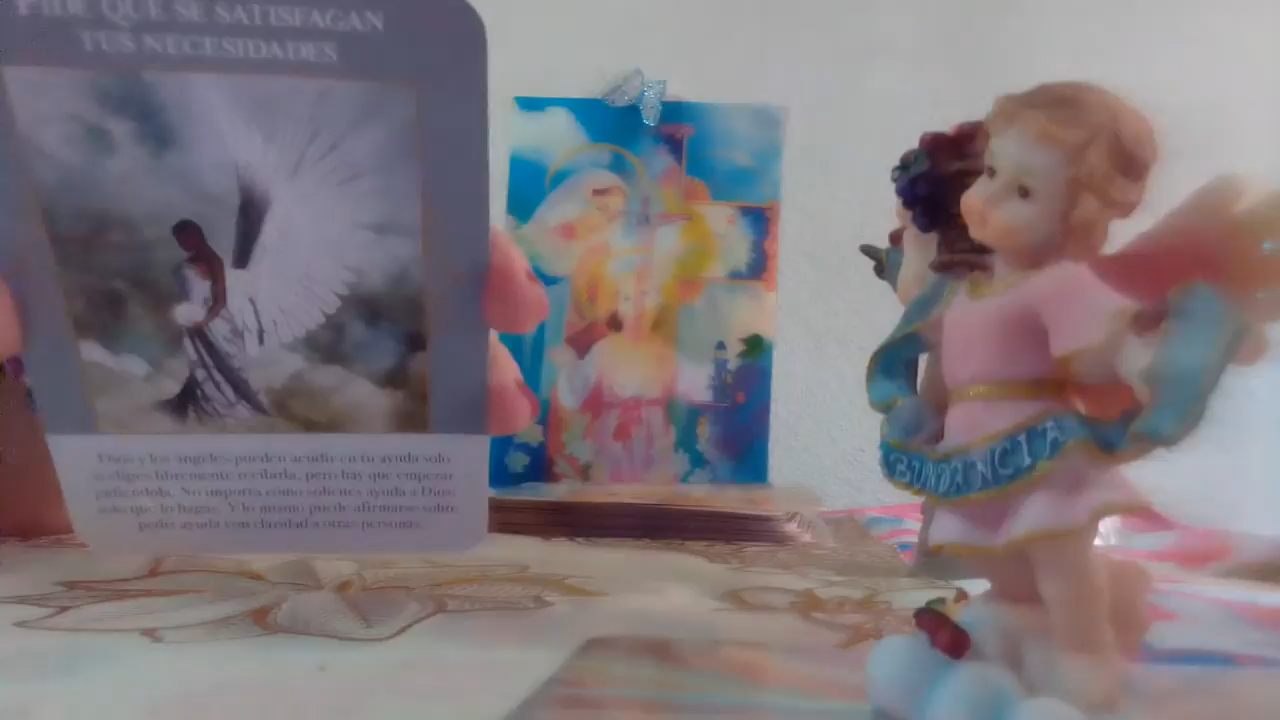 PIDE QUE SE SATISFAGAN
TUS NECESIDADES
Dios y los ángeles pueden acudir en tu ayuda solo
si eliges libremente recibirla, pero hay que empezar
pidiéndola. No importa cómo solicites ayuda a Dios:
solo que lo hagas. Y lo mismo puede afirmarse sobre
pedir ayuda con claridad a otras personas.
BUNDANCIA